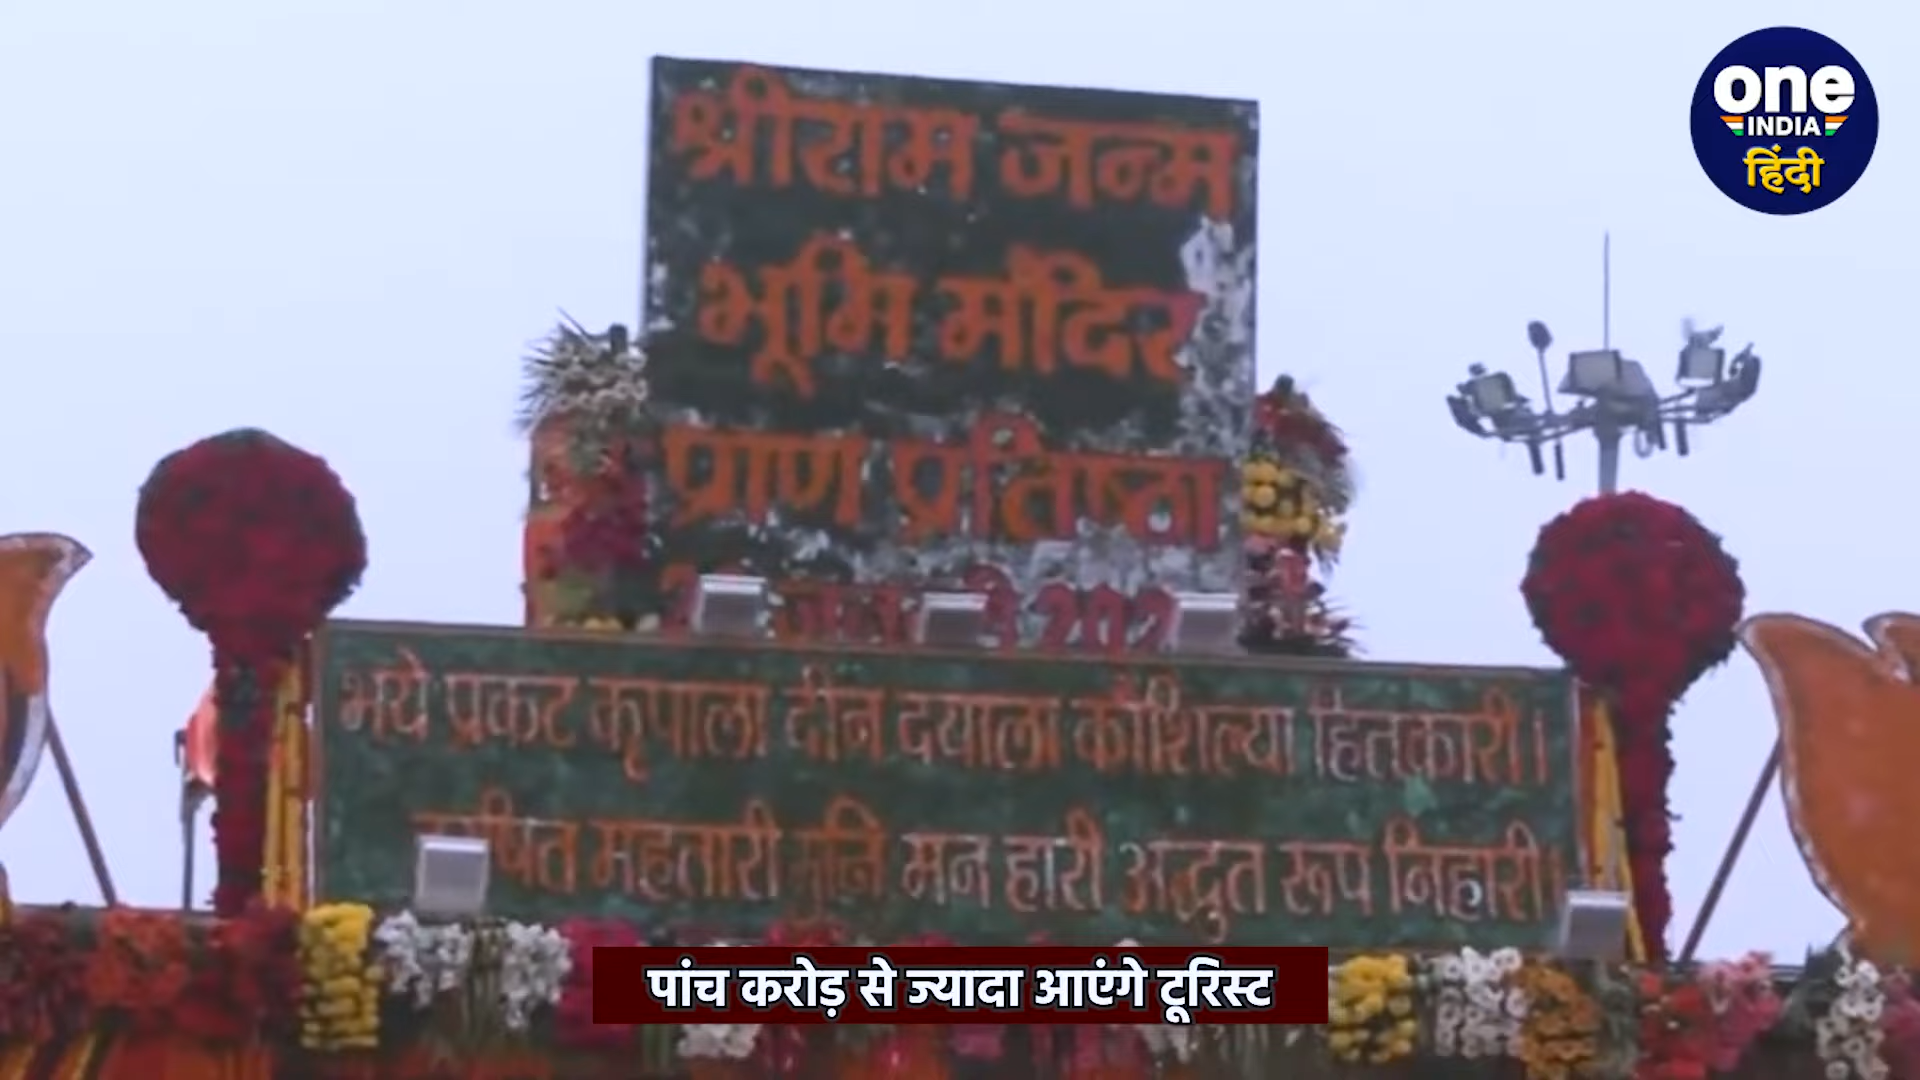 one
INDIA
हिंदी
श्रीराम जन्म
भूमि मंदिर
प्राण प्रतिष्ठा
भये प्रकट कृपाला दीन दयाला कौशिल्या हितकारी।
महतारी मुनि मन हारी अद्भुत रूप निहारी।
पांच करोड़ से ज्यादा आएंगे टूरिस्ट